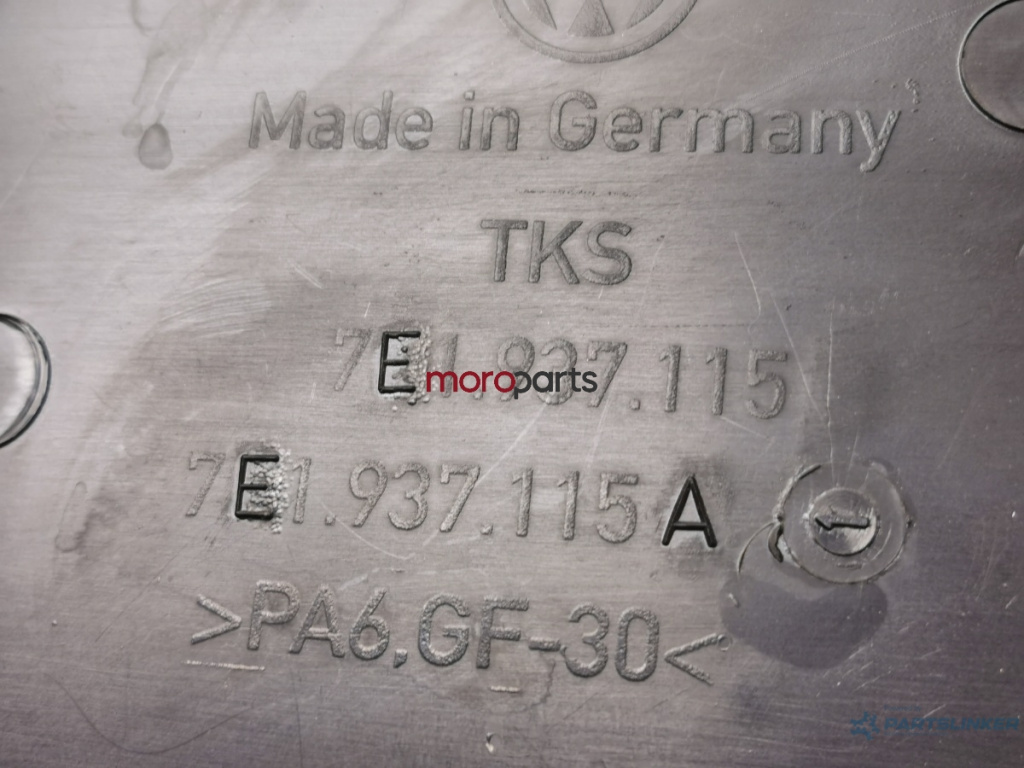 Made in Germany
TKS
7E1.937.115
moroparts
7E1.937.115 A
>PA6,GF-30<
PARTSLINKER